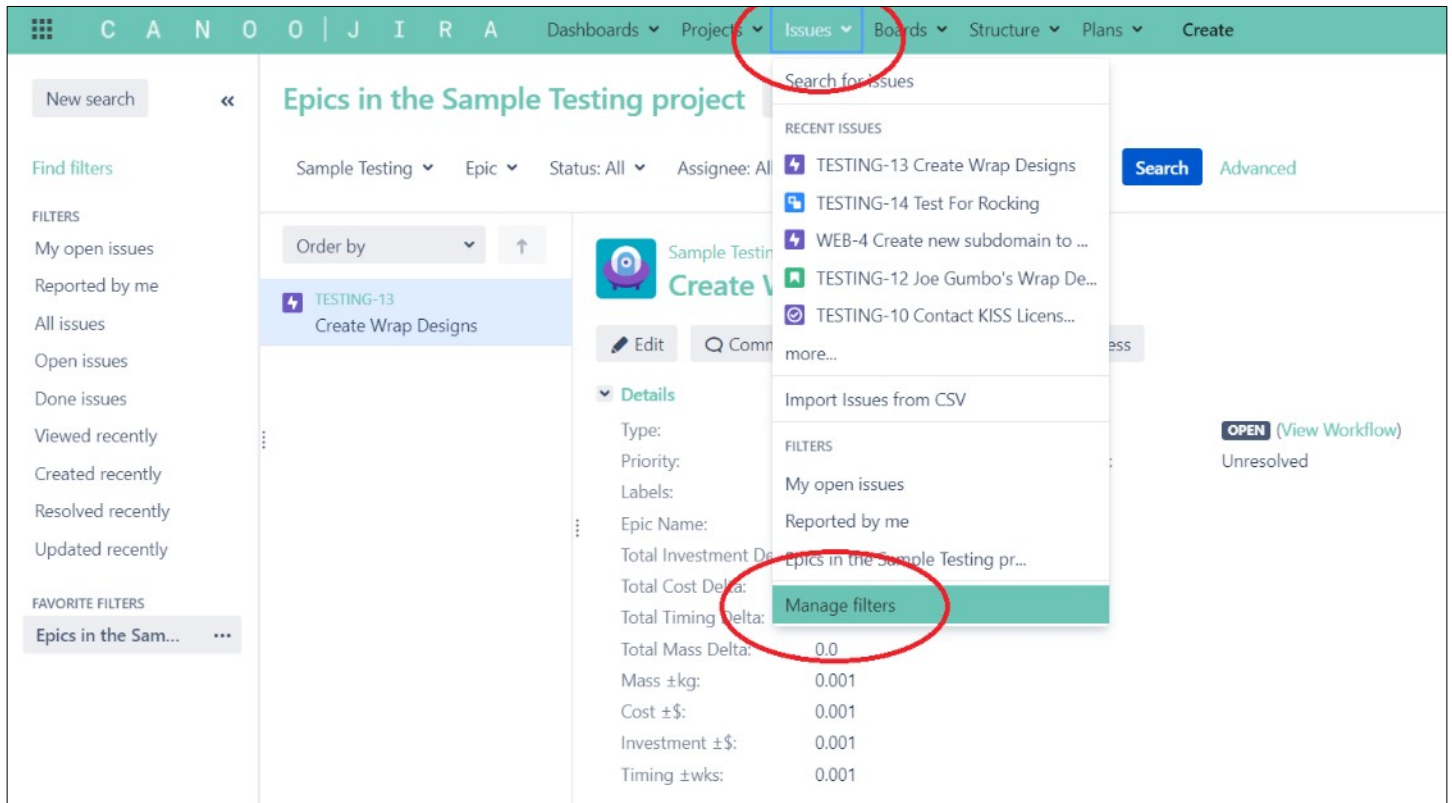 CANOO|JIRA Dashboards Projects Issues Boards Structure Plans Create
New search
Find filters
FILTERS
My open issues
Reported by me
All issues
Open issues
Done issues
Viewed recently
Created recently
Resolved recently
Updated recently
FAVORITE FILTERS
Epics in the Sam... ...
Epics in the Sample Testing project
Sample Testing Epic Status: All Assignee: All Search Advanced
Order by
TESTING-13
Create Wrap Designs
Sample Testin
Create
Edit Comm ess
Details
Type:
Priority:
Labels:
Epic Name:
Total Investment De
Total Cost Delta:
Total Timing Delta:
Total Mass Delta: 0.0
Mass ±kg: 0.001
Cost ±$: 0.001
Investment ±$: 0.001
Timing ±wks: 0.001
OPEN (View Workflow)
: Unresolved
Search for issues
RECENT ISSUES
TESTING-13 Create Wrap Designs
TESTING-14 Test For Rocking
WEB-4 Create new subdomain to ...
TESTING-12 Joe Gumbo's Wrap De...
TESTING-10 Contact KISS Licens...
more...
Import Issues from CSV
FILTERS
My open issues
Reported by me
Epics in the Sample Testing pr...
Manage filters